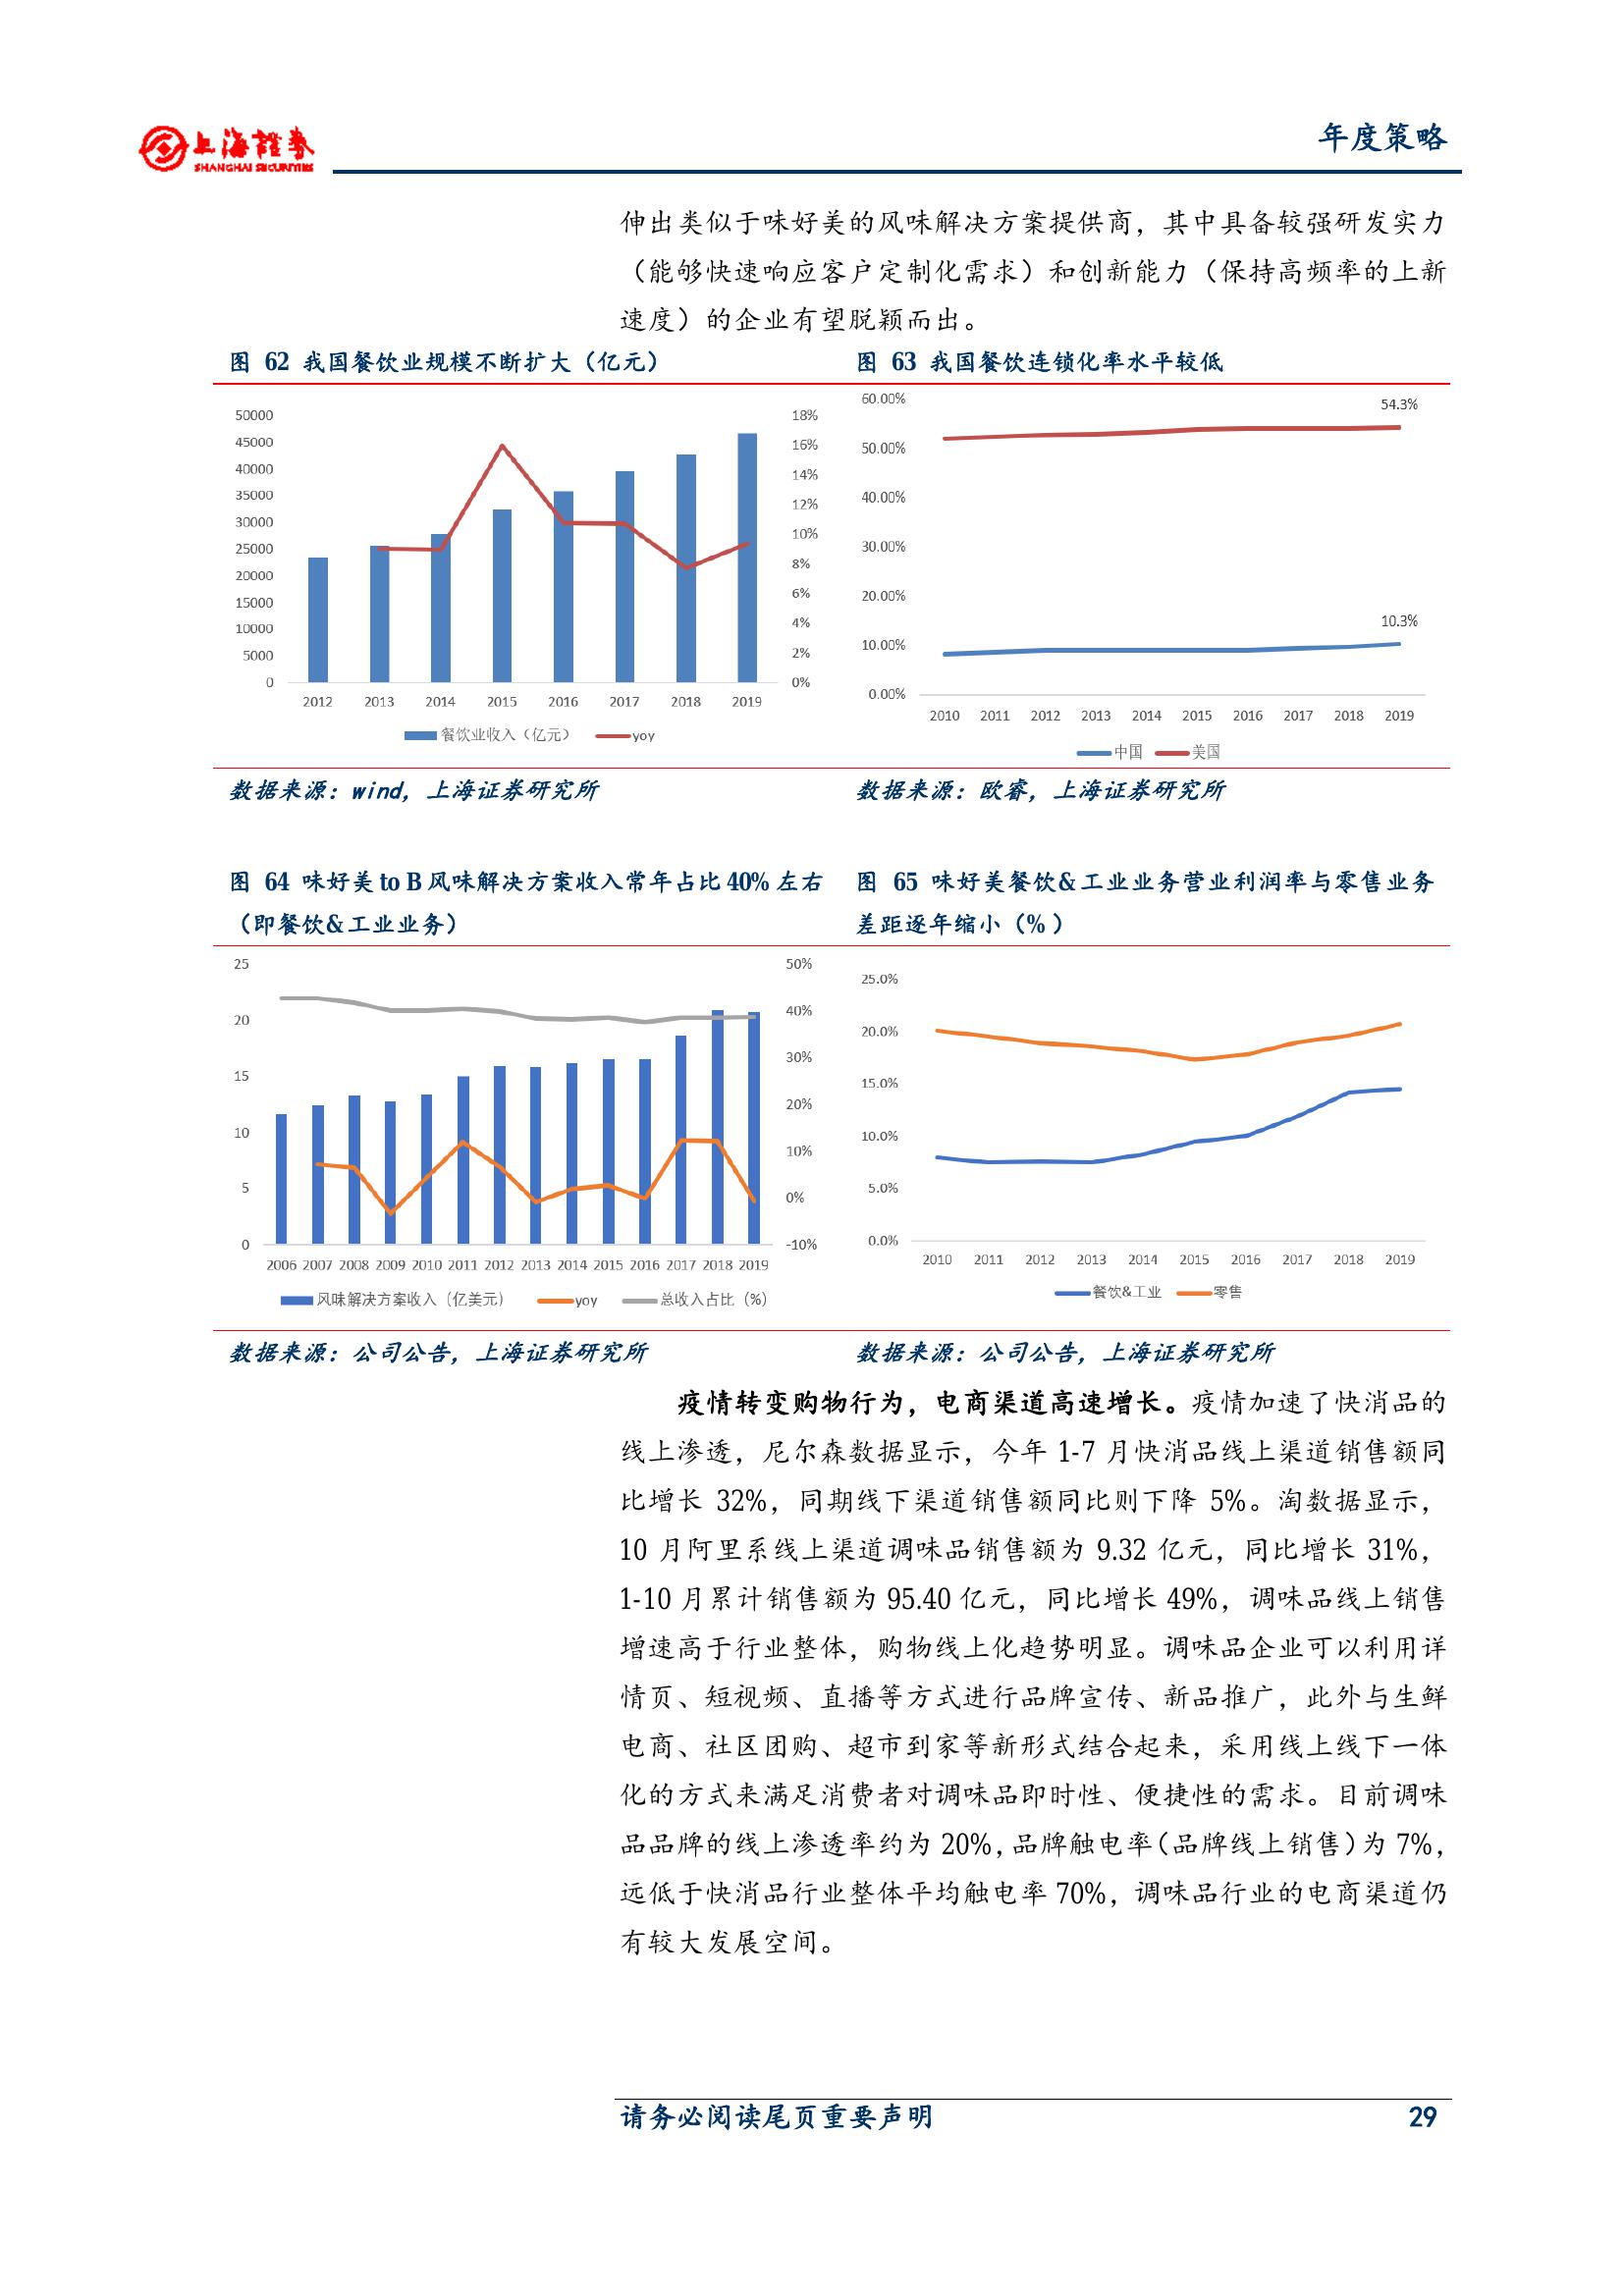 上海證券
SHANGHAI SECURITIES
年度策略
伸出类似于味好美的风味解决方案提供商，其中具备较强研发实力
（能够快速响应客户定制化需求）和创新能力（保持高频率的上新
速度）的企业有望脱颖而出。
图 62 我国餐饮业规模不断扩大（亿元）
50000
45000
40000
35000
30000
25000
20000
15000
10000
5000
0
18%
16%
14%
12%
10%
8%
6%
4%
2%
0%
2012 2013 2014 2015 2016 2017 2018 2019
餐饮业收入（亿元） yoy
数据来源：wind，上海证券研究所
图 63 我国餐饮连锁化率水平较低
60.00%
50.00%
40.00%
30.00%
20.00%
10.00%
0.00%
54.3%
10.3%
2010 2011 2012 2013 2014 2015 2016 2017 2018 2019
中国 美国
数据来源：欧睿，上海证券研究所
图 64 味好美 to B 风味解决方案收入常年占比 40% 左右
（即餐饮&工业业务）
25
20
15
10
5
0
50%
40%
30%
20%
10%
0%
-10%
2006 2007 2008 2009 2010 2011 2012 2013 2014 2015 2016 2017 2018 2019
风味解决方案收入（亿美元） yoy 总收入占比（%）
数据来源：公司公告，上海证券研究所
图 65 味好美餐饮&工业业务营业利润率与零售业务
差距逐年缩小（%）
25.0%
20.0%
15.0%
10.0%
5.0%
0.0%
2010 2011 2012 2013 2014 2015 2016 2017 2018 2019
餐饮&工业 零售
数据来源：公司公告，上海证券研究所
疫情转变购物行为，电商渠道高速增长。疫情加速了快消品的
线上渗透，尼尔森数据显示，今年 1-7 月快消品线上渠道销售额同
比增长 32%，同期线下渠道销售额同比则下降 5%。淘数据显示，
10 月阿里系线上渠道调味品销售额为 9.32 亿元，同比增长 31%，
1-10 月累计销售额为 95.40 亿元，同比增长 49%，调味品线上销售
增速高于行业整体，购物线上化趋势明显。调味品企业可以利用详
情页、短视频、直播等方式进行品牌宣传、新品推广，此外与生鲜
电商、社区团购、超市到家等新形式结合起来，采用线上线下一体
化的方式来满足消费者对调味品即时性、便捷性的需求。目前调味
品品牌的线上渗透率约为 20%，品牌触电率（品牌线上销售）为 7%，
远低于快消品行业整体平均触电率 70%，调味品行业的电商渠道仍
有较大发展空间。
请务必阅读尾页重要声明 29